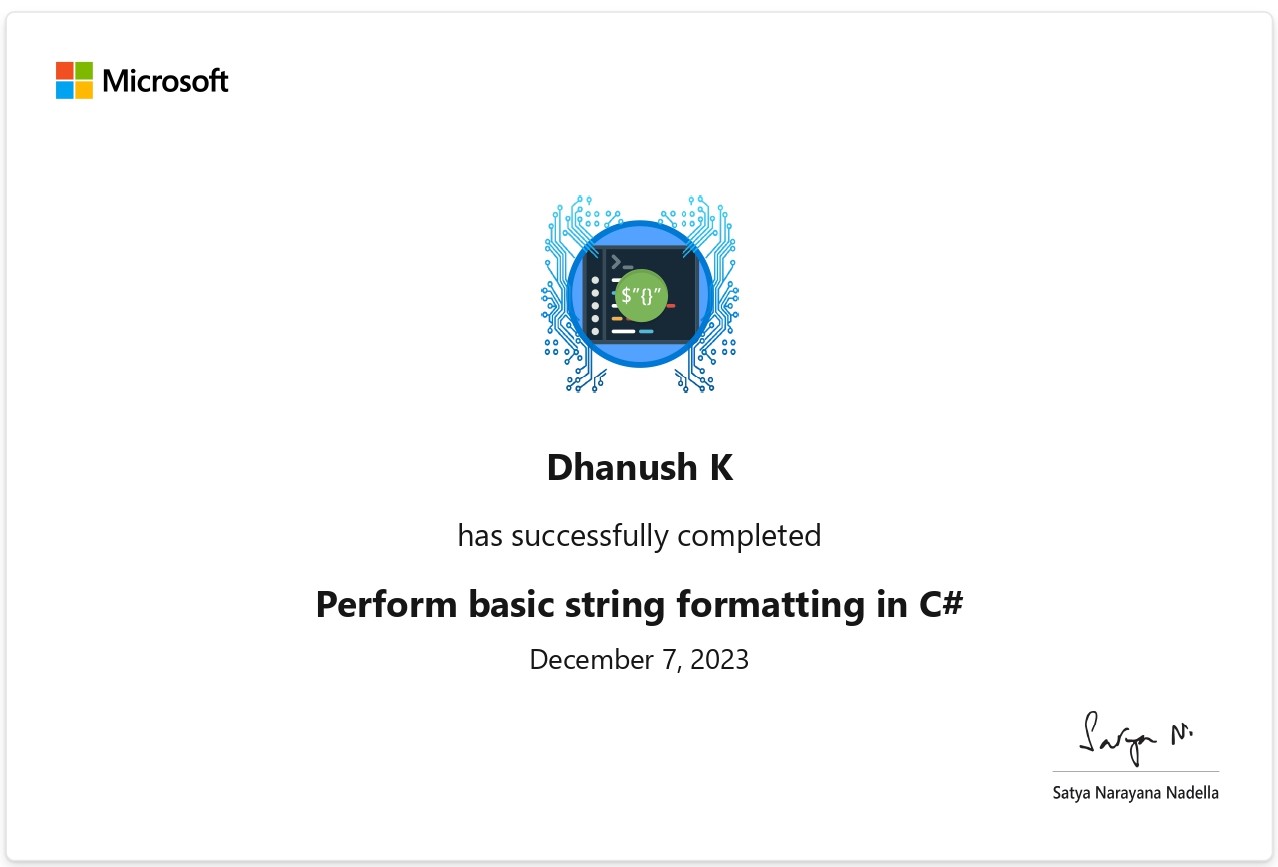 Microsoft
$"{}"
Dhanush K
has successfully completed
Perform basic string formatting in C#
December 7, 2023
Satya N.
Satya Narayana Nadella